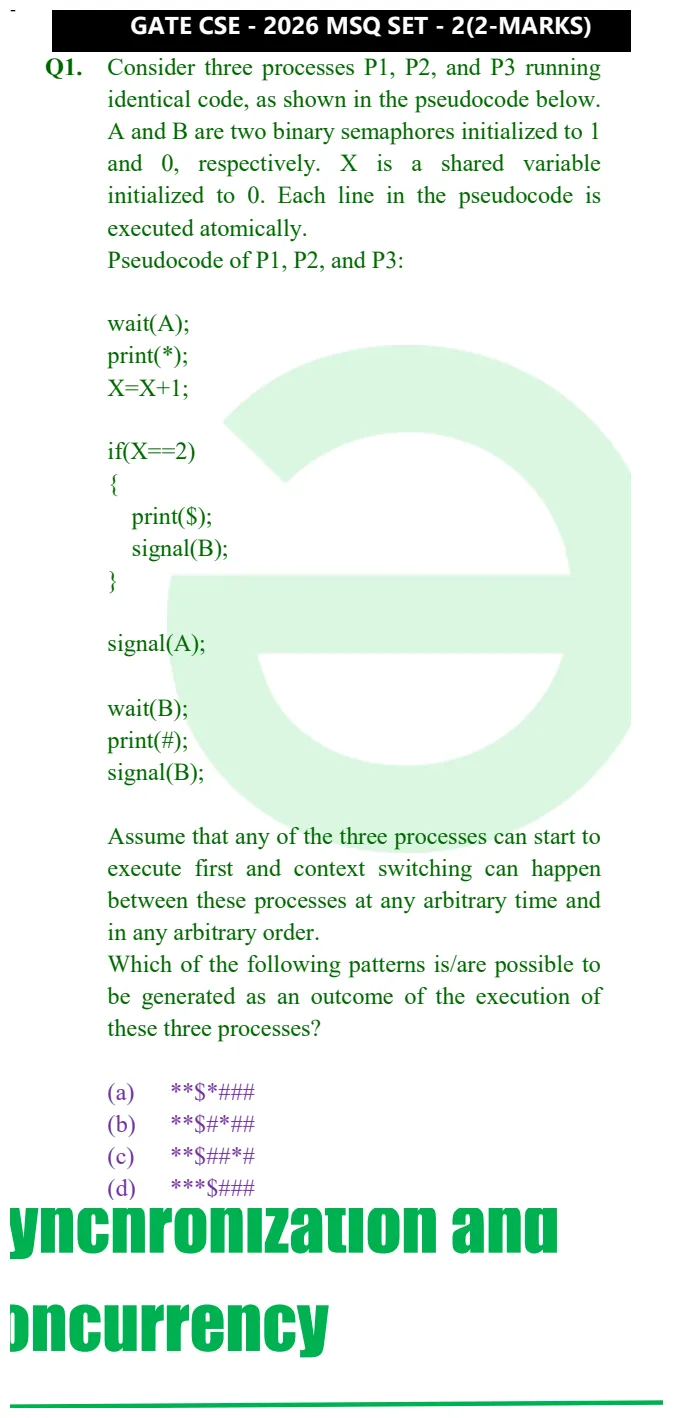 -
GATE CSE - 2026 MSQ SET - 2(2-MARKS)
Q1. Consider three processes P1, P2, and P3 running
identical code, as shown in the pseudocode below.
A and B are two binary semaphores initialized to 1
and 0, respectively. X is a shared variable
initialized to 0. Each line in the pseudocode is
executed atomically.
Pseudocode of P1, P2, and P3:
wait(A);
print(*);
X=X+1;
if(X==2)
{
print($);
signal(B);
}
signal(A);
wait(B);
print(#);
signal(B);
Assume that any of the three processes can start to
execute first and context switching can happen
between these processes at any arbitrary time and
in any arbitrary order.
Which of the following patterns is/are possible to
be generated as an outcome of the execution of
these three processes?
(a) **$*###
(b) **$#*##
(c) **$##*#
(d) ***$###
ynchronization and
oncurrency